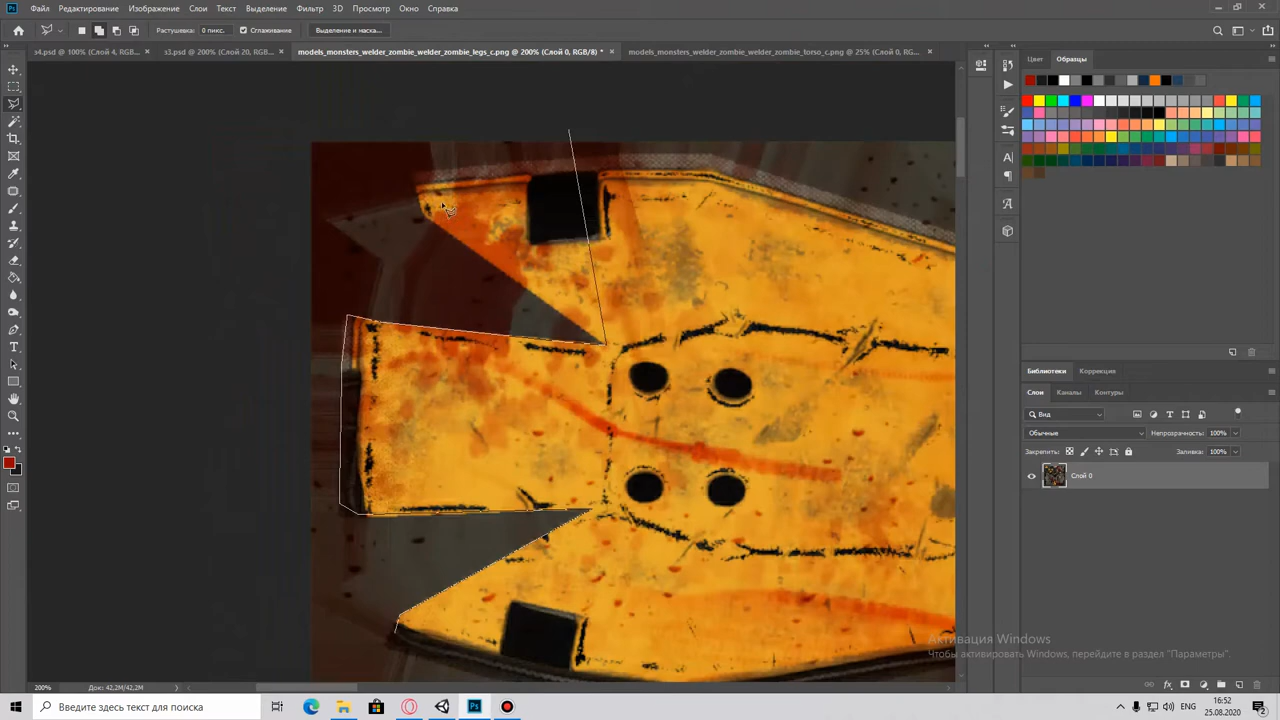 Файл Редактирование Изображение Слои Текст Выделение Фильтр 3D Просмотр Окно Справка
Растушевка: 0 пикс. Сглаживание Выделение и маска...
s4.psd @ 100% (Слой 4, RGB... × s3.psd @ 200% (Слой 20, RGB... × models_monsters_welder_zombie_welder_zombie_legs_c.png @ 200% (Слой 0, RGB/8) * × models_monsters_welder_zombie_welder_zombie_torso_c.png @ 25% (Слой 0, RG... ×
Цвет Образцы
Библиотеки Коррекция
Слои Каналы Контуры
Вид
Обычные Непрозрачность: 100%
Закрепить: Заливка: 100%
Слой 0
Активация Windows
Чтобы активировать Windows, перейдите в раздел "Параметры".
200% Док: 42,2M/42,2M
Введите здесь текст для поиска
ENG
16:52
25.08.2020
2